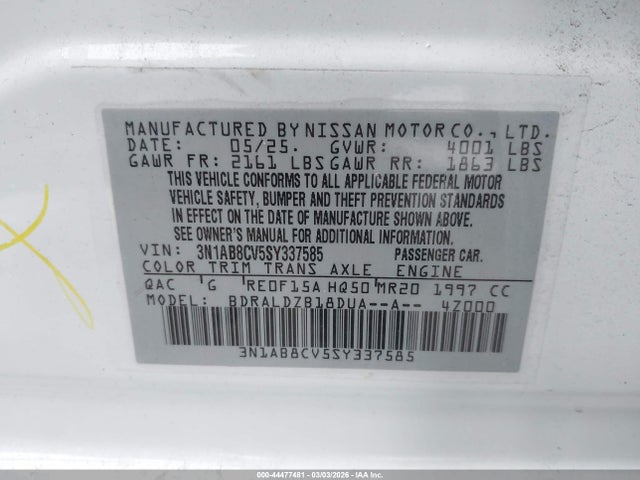 MANUFACTURED BY NISSAN MOTOR CO., LTD.
DATE: 05/25. GVWR: 4001 LBS
GAWR FR: 2161 LBS GAWR RR: 1863 LBS
THIS VEHICLE CONFORMS TO ALL APPLICABLE FEDERAL MOTOR
VEHICLE SAFETY, BUMPER AND THEFT PREVENTION STANDARDS
IN EFFECT ON THE DATE OF MANUFACTURE SHOWN ABOVE.
SEE OWNER'S MANUAL FOR ADDITIONAL INFORMATION.
VIN: 3N1AB8CV5SY337585 PASSENGER CAR.
COLOR TRIM TRANS AXLE ENGINE
QAC G RE0F15A HQ50 MR20 1997 CC
MODEL: BDRALDZB18DUA--A-- 47000
3N1AB8CV5SY337585
000-44477481 - 03/03/2026 - IAA Inc.